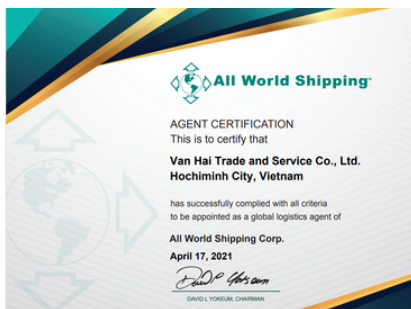 All World Shipping
AGENT CERTIFICATION
This is to certify that
Van Hai Trade and Service Co., Ltd.
Hochiminh City, Vietnam
has successfully complied with all criteria
to be appointed as a global logistics agent of
All World Shipping Corp.
April 17, 2021
DAVID L YOKEUM, CHAIRMAN